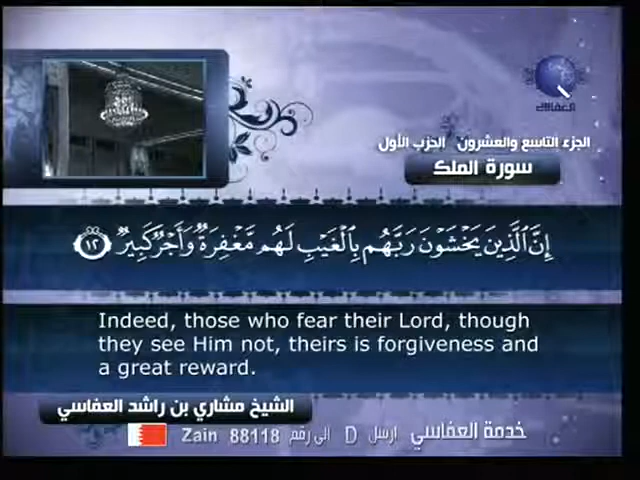 العفاسي
الجزء التاسع والعشرون الحزب الأول
سورة الملك
إِنَّ الَّذِينَ يَخْشَوْنَ رَبَّهُم بِالْغَيْبِ لَهُم مَّغْفِرَةٌ وَأَجْرٌ كَبِيرٌ ١٢
Indeed, those who fear their Lord, though
they see Him not, theirs is forgiveness and
a great reward.
الشيخ مشاري بن راشد العفاسي
خدمة العفاسي ارسل D الى رقم 88118 Zain